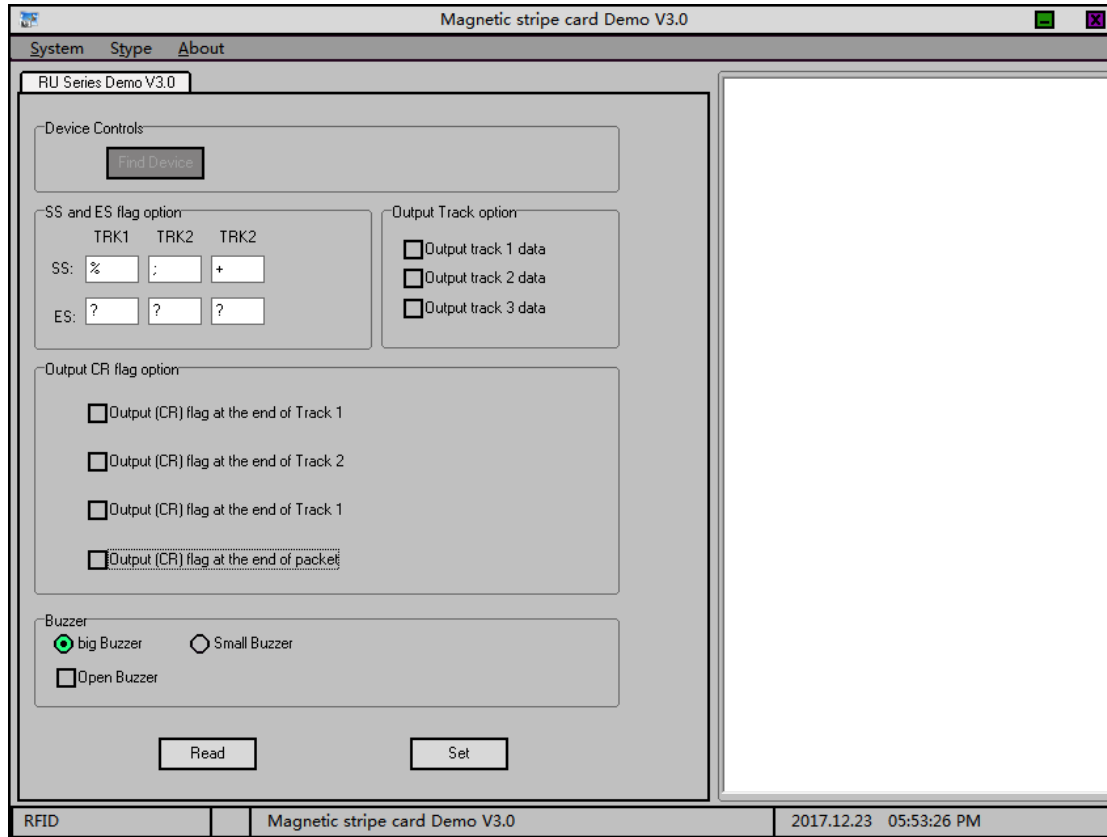 Magnetic stripe card Demo V3.0
System Stype About
RU Series Demo V3.0
Device Controls
Find Device
SS and ES flag option
TRK1 TRK2 TRK2
SS: % ; +
ES: ? ? ?
Output Track option
Output track 1 data
Output track 2 data
Output track 3 data
Output CR flag option
Output (CR) flag at the end of Track 1
Output (CR) flag at the end of Track 2
Output (CR) flag at the end of Track 1
Output (CR) flag at the end of packet
Buzzer
big Buzzer Small Buzzer
Open Buzzer
Read Set
RFID Magnetic stripe card Demo V3.0 2017.12.23 05:53:26 PM